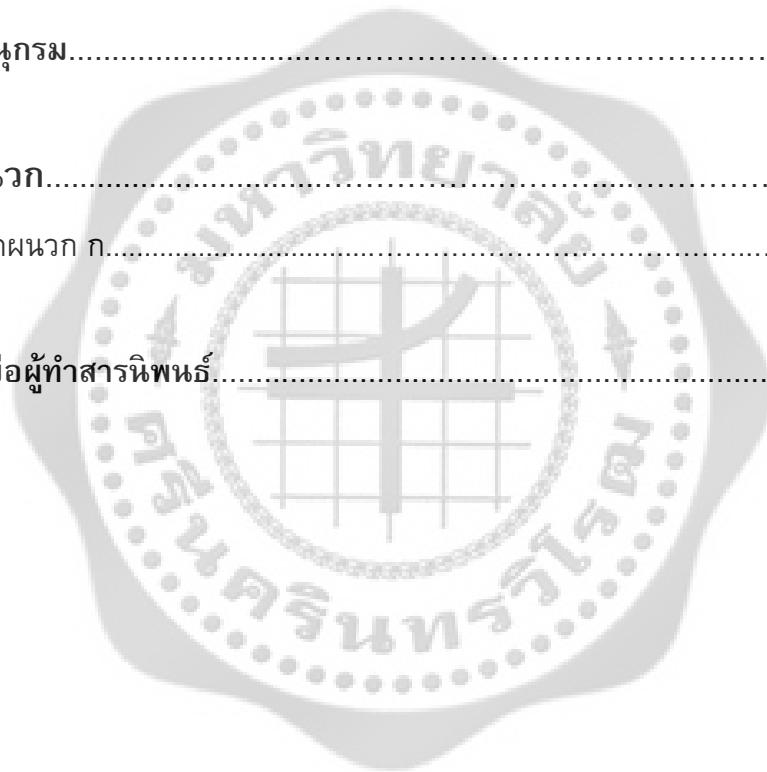 นุกรม
นวก
าผนวก ก
มือผู้ทำสารนิพนธ์
มหาวิทยาลัย
ศรีนครินทรวิโรฒ